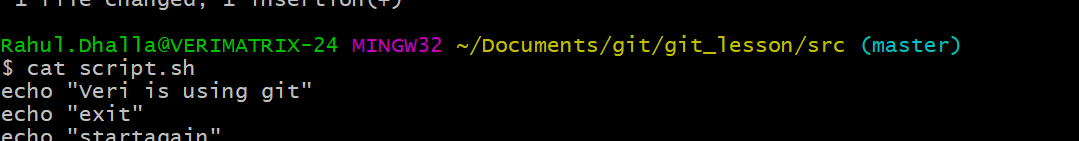 1 file changed, 1 insertion(+)
Rahul.Dhalla@VERIMATRIX-24 MINGW32 ~/Documents/git/git_lesson/src (master)
$ cat script.sh
echo "Veri is using git"
echo "exit"
echo "startagain"